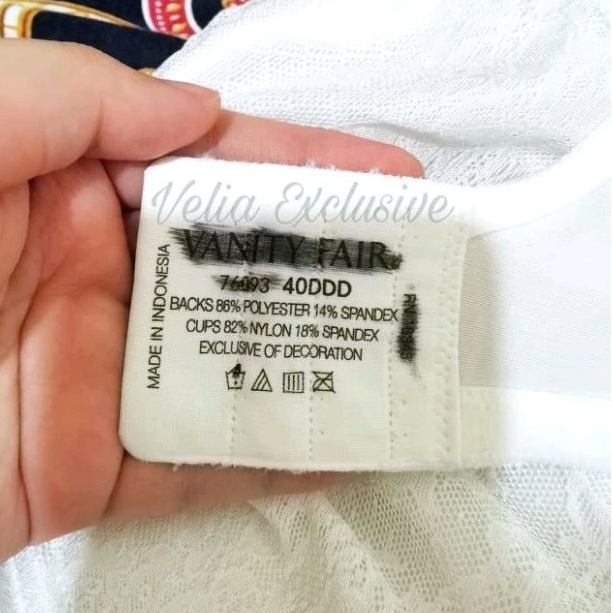 Velia Exclusive
VANITY FAIR
76093 40DDD
BACKS 86% POLYESTER 14% SPANDEX
CUPS 82% NYLON 18% SPANDEX
EXCLUSIVE OF DECORATION
MADE IN INDONESIA